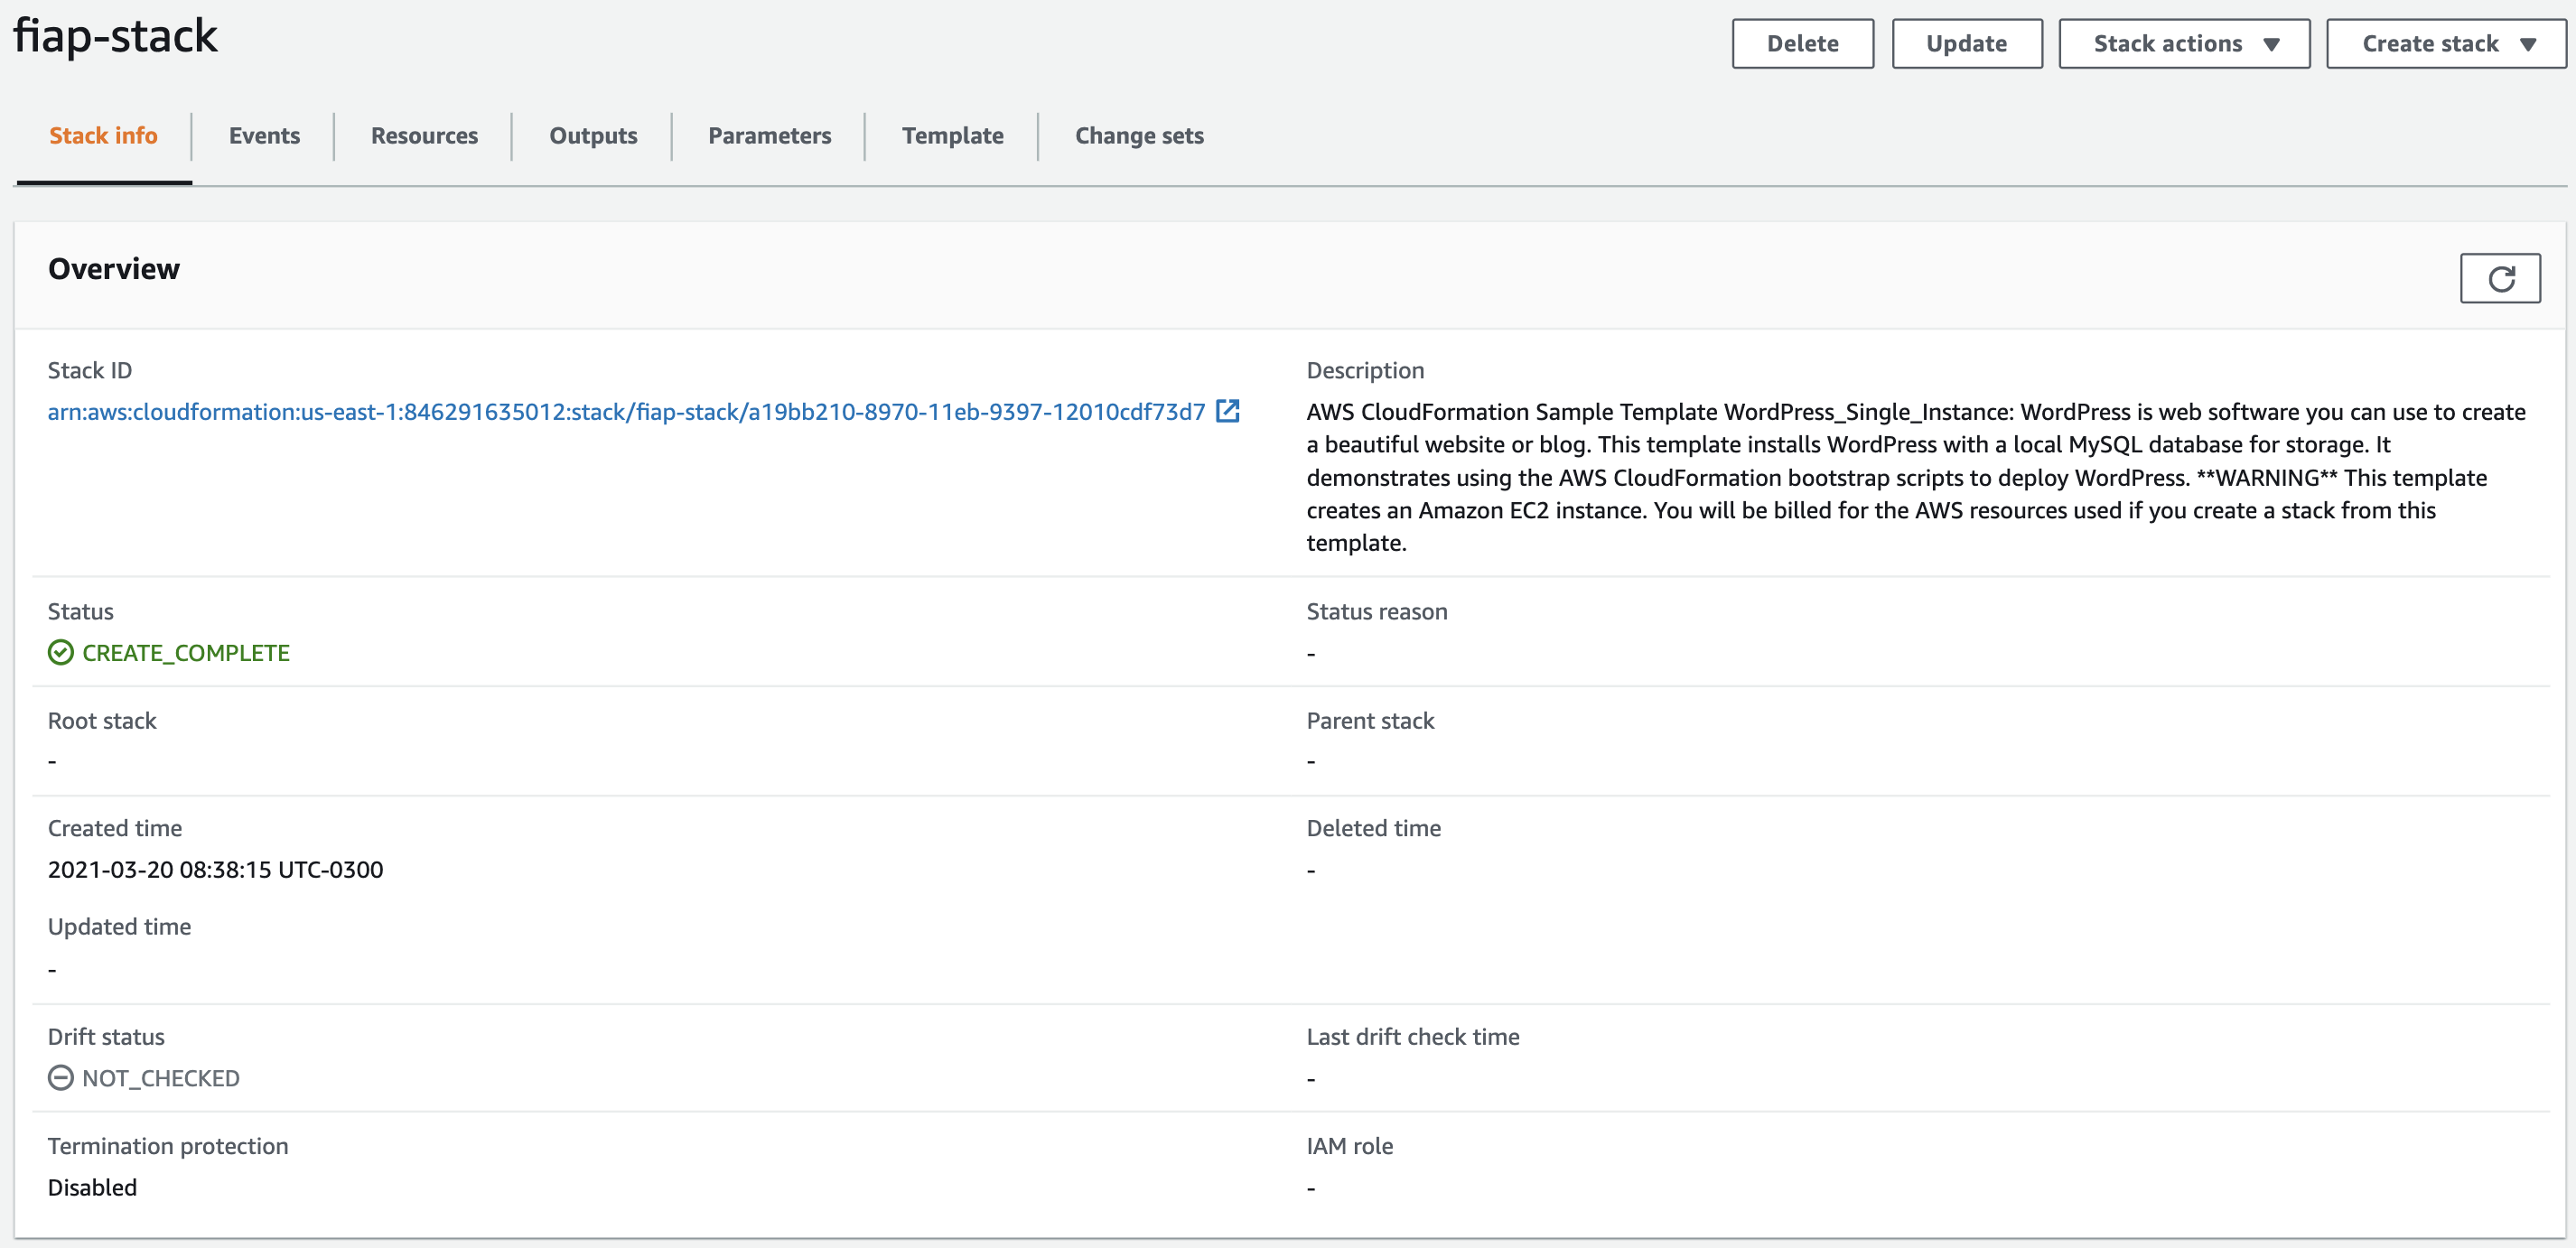 fiap-stack
Delete
Update
Stack actions
Create stack
Stack info
Events
Resources
Outputs
Parameters
Template
Change sets
Overview
Stack ID
arn:aws:cloudformation:us-east-1:846291635012:stack/fiap-stack/a19bb210-8970-11eb-9397-12010cdf73d7
Description
AWS CloudFormation Sample Template WordPress_Single_Instance: WordPress is web software you can use to create
a beautiful website or blog. This template installs WordPress with a local MySQL database for storage. It
demonstrates using the AWS CloudFormation bootstrap scripts to deploy WordPress. **WARNING** This template
creates an Amazon EC2 instance. You will be billed for the AWS resources used if you create a stack from this
template.
Status
CREATE_COMPLETE
Status reason
-
Root stack
-
Parent stack
-
Created time
2021-03-20 08:38:15 UTC-0300
Deleted time
-
Updated time
-
Drift status
NOT_CHECKED
Last drift check time
-
Termination protection
Disabled
IAM role
-